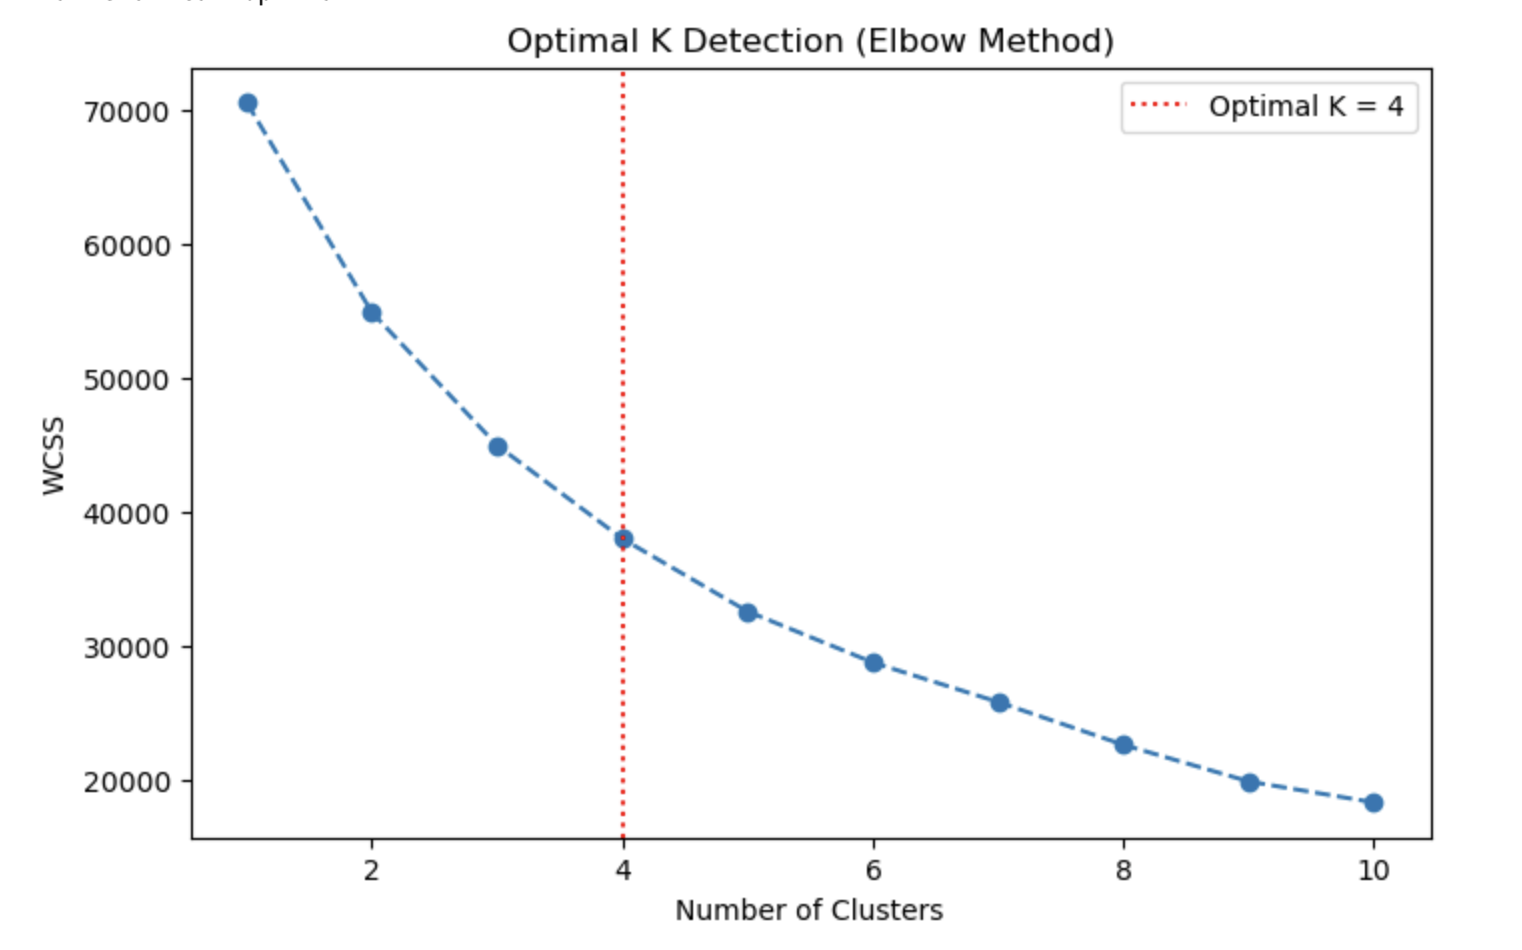 Optimal K Detection (Elbow Method)
Optimal K = 4
70000
60000
50000
40000
30000
20000
WCSS
2 4 6 8 10
Number of Clusters